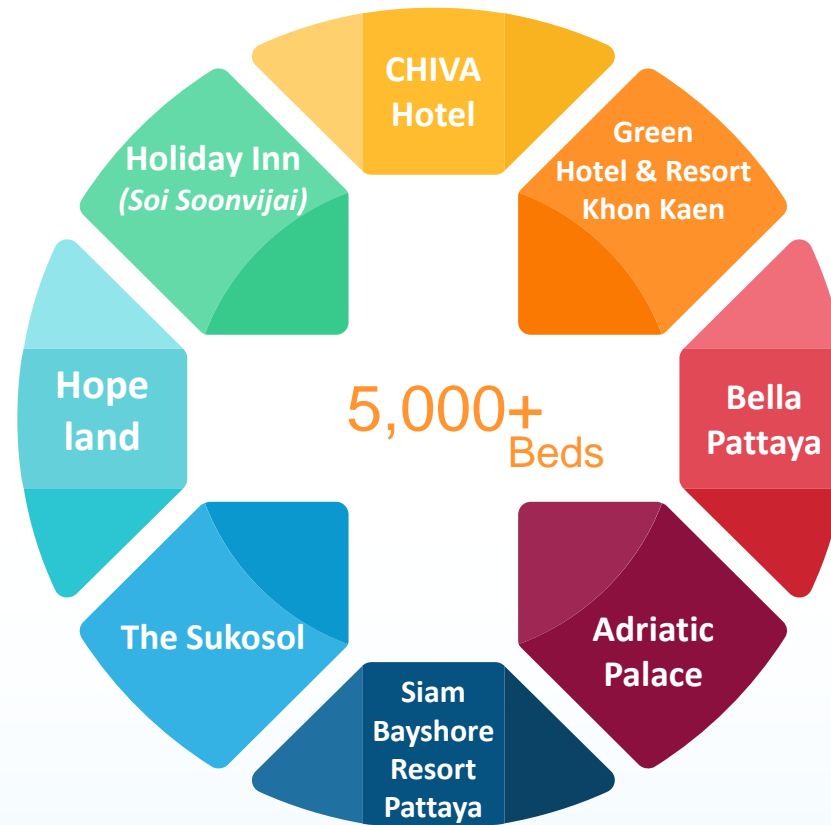 CHIVA
Hotel
Green
Hotel & Resort
Khon Kaen
Bella
Pattaya
Adriatic
Palace
Siam
Bayshore
Resort
Pattaya
The Sukosol
Hope
land
Holiday Inn
(Soi Soonvijai)
5,000+
Beds